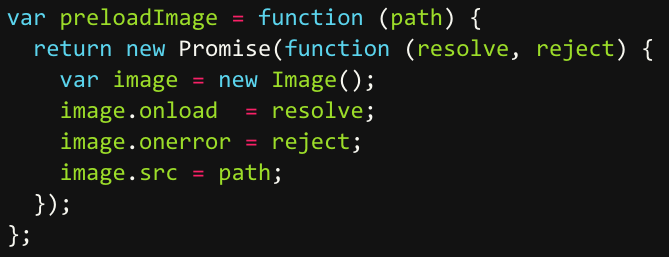 var preloadImage = function (path) {
  return new Promise(function (resolve, reject) {
    var image = new Image();
    image.onload  = resolve;
    image.onerror = reject;
    image.src = path;
  });
};